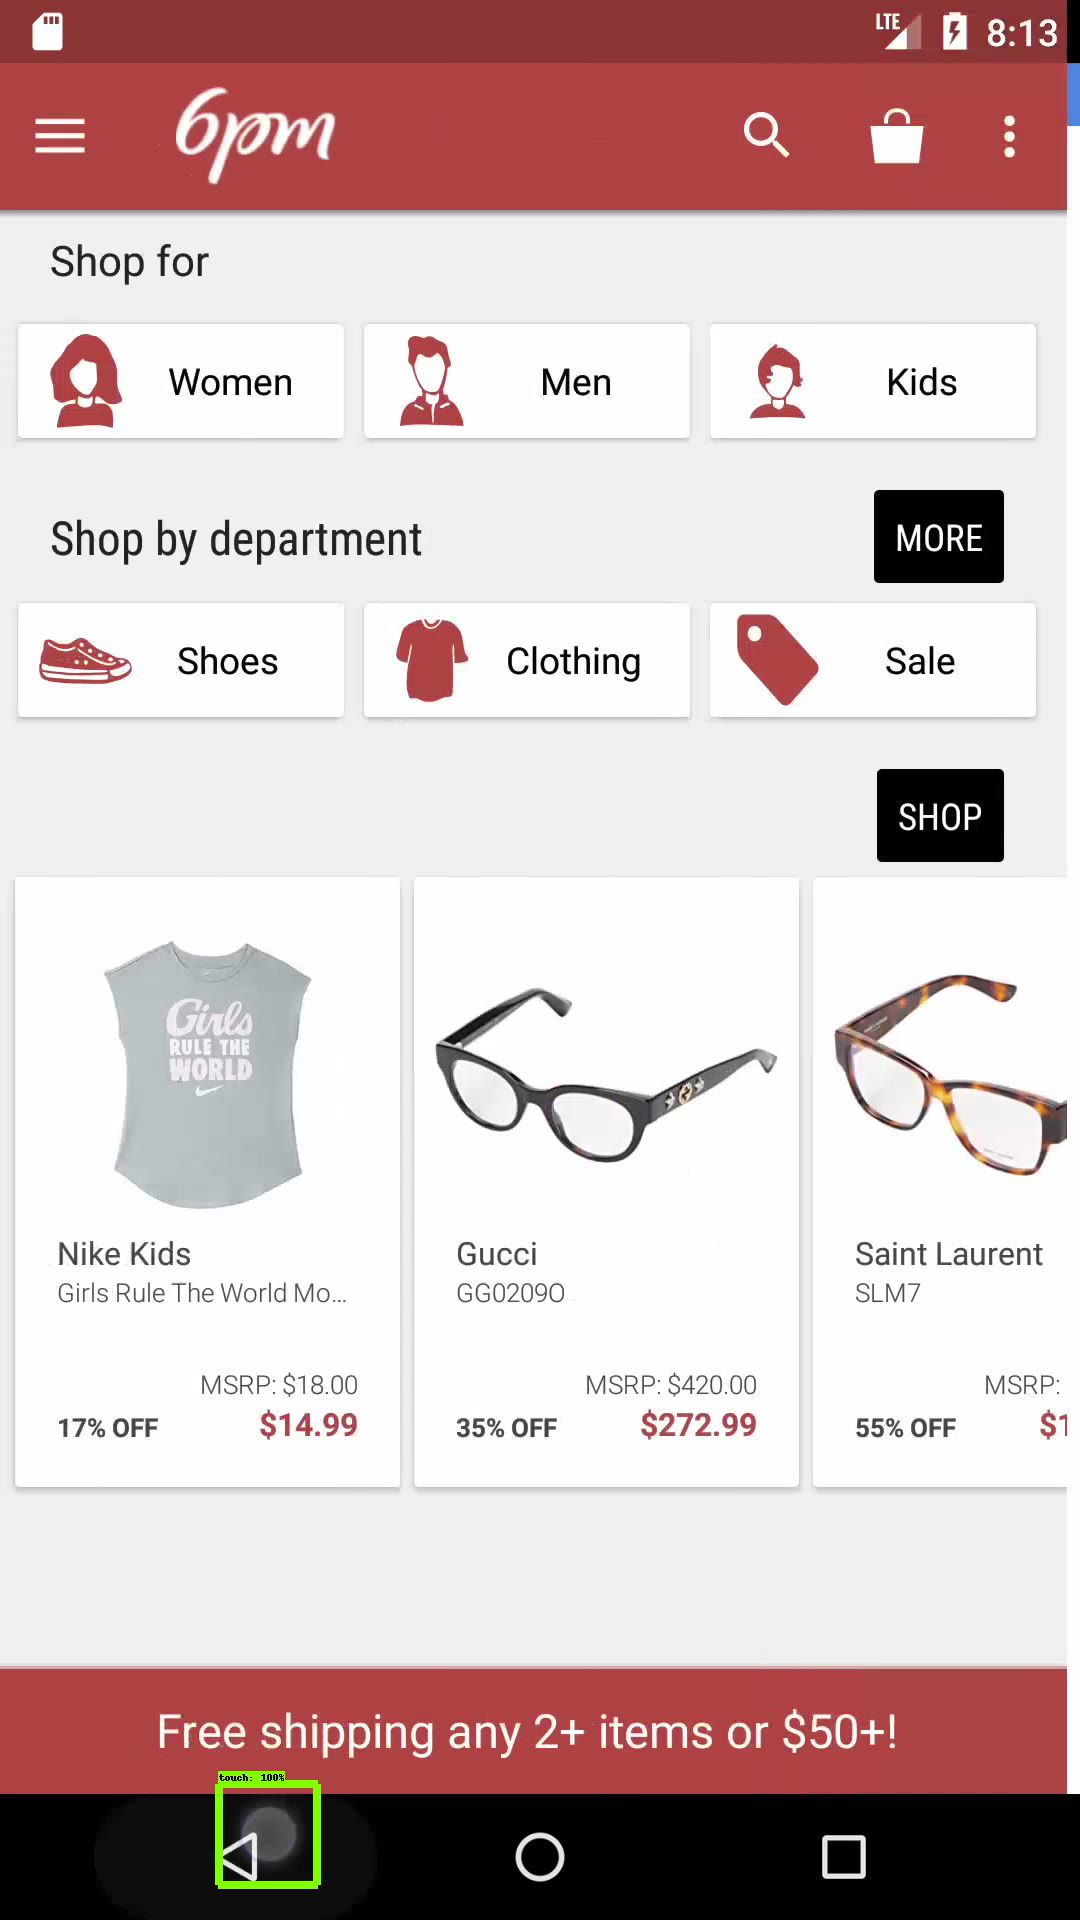 LTE 8:13
6pm
Shop for
Women Men Kids
Shop by department MORE
Shoes Clothing Sale
SHOP
Girls
RULE THE
WORLD
Nike Kids
Girls Rule The World Mo...
MSRP: $18.00
17% OFF $14.99
Gucci
GG0209O
MSRP: $420.00
35% OFF $272.99
Saint Laurent
SLM7
MSRP:
55% OFF $1
Free shipping any 2+ items or $50+!
touch: 100%